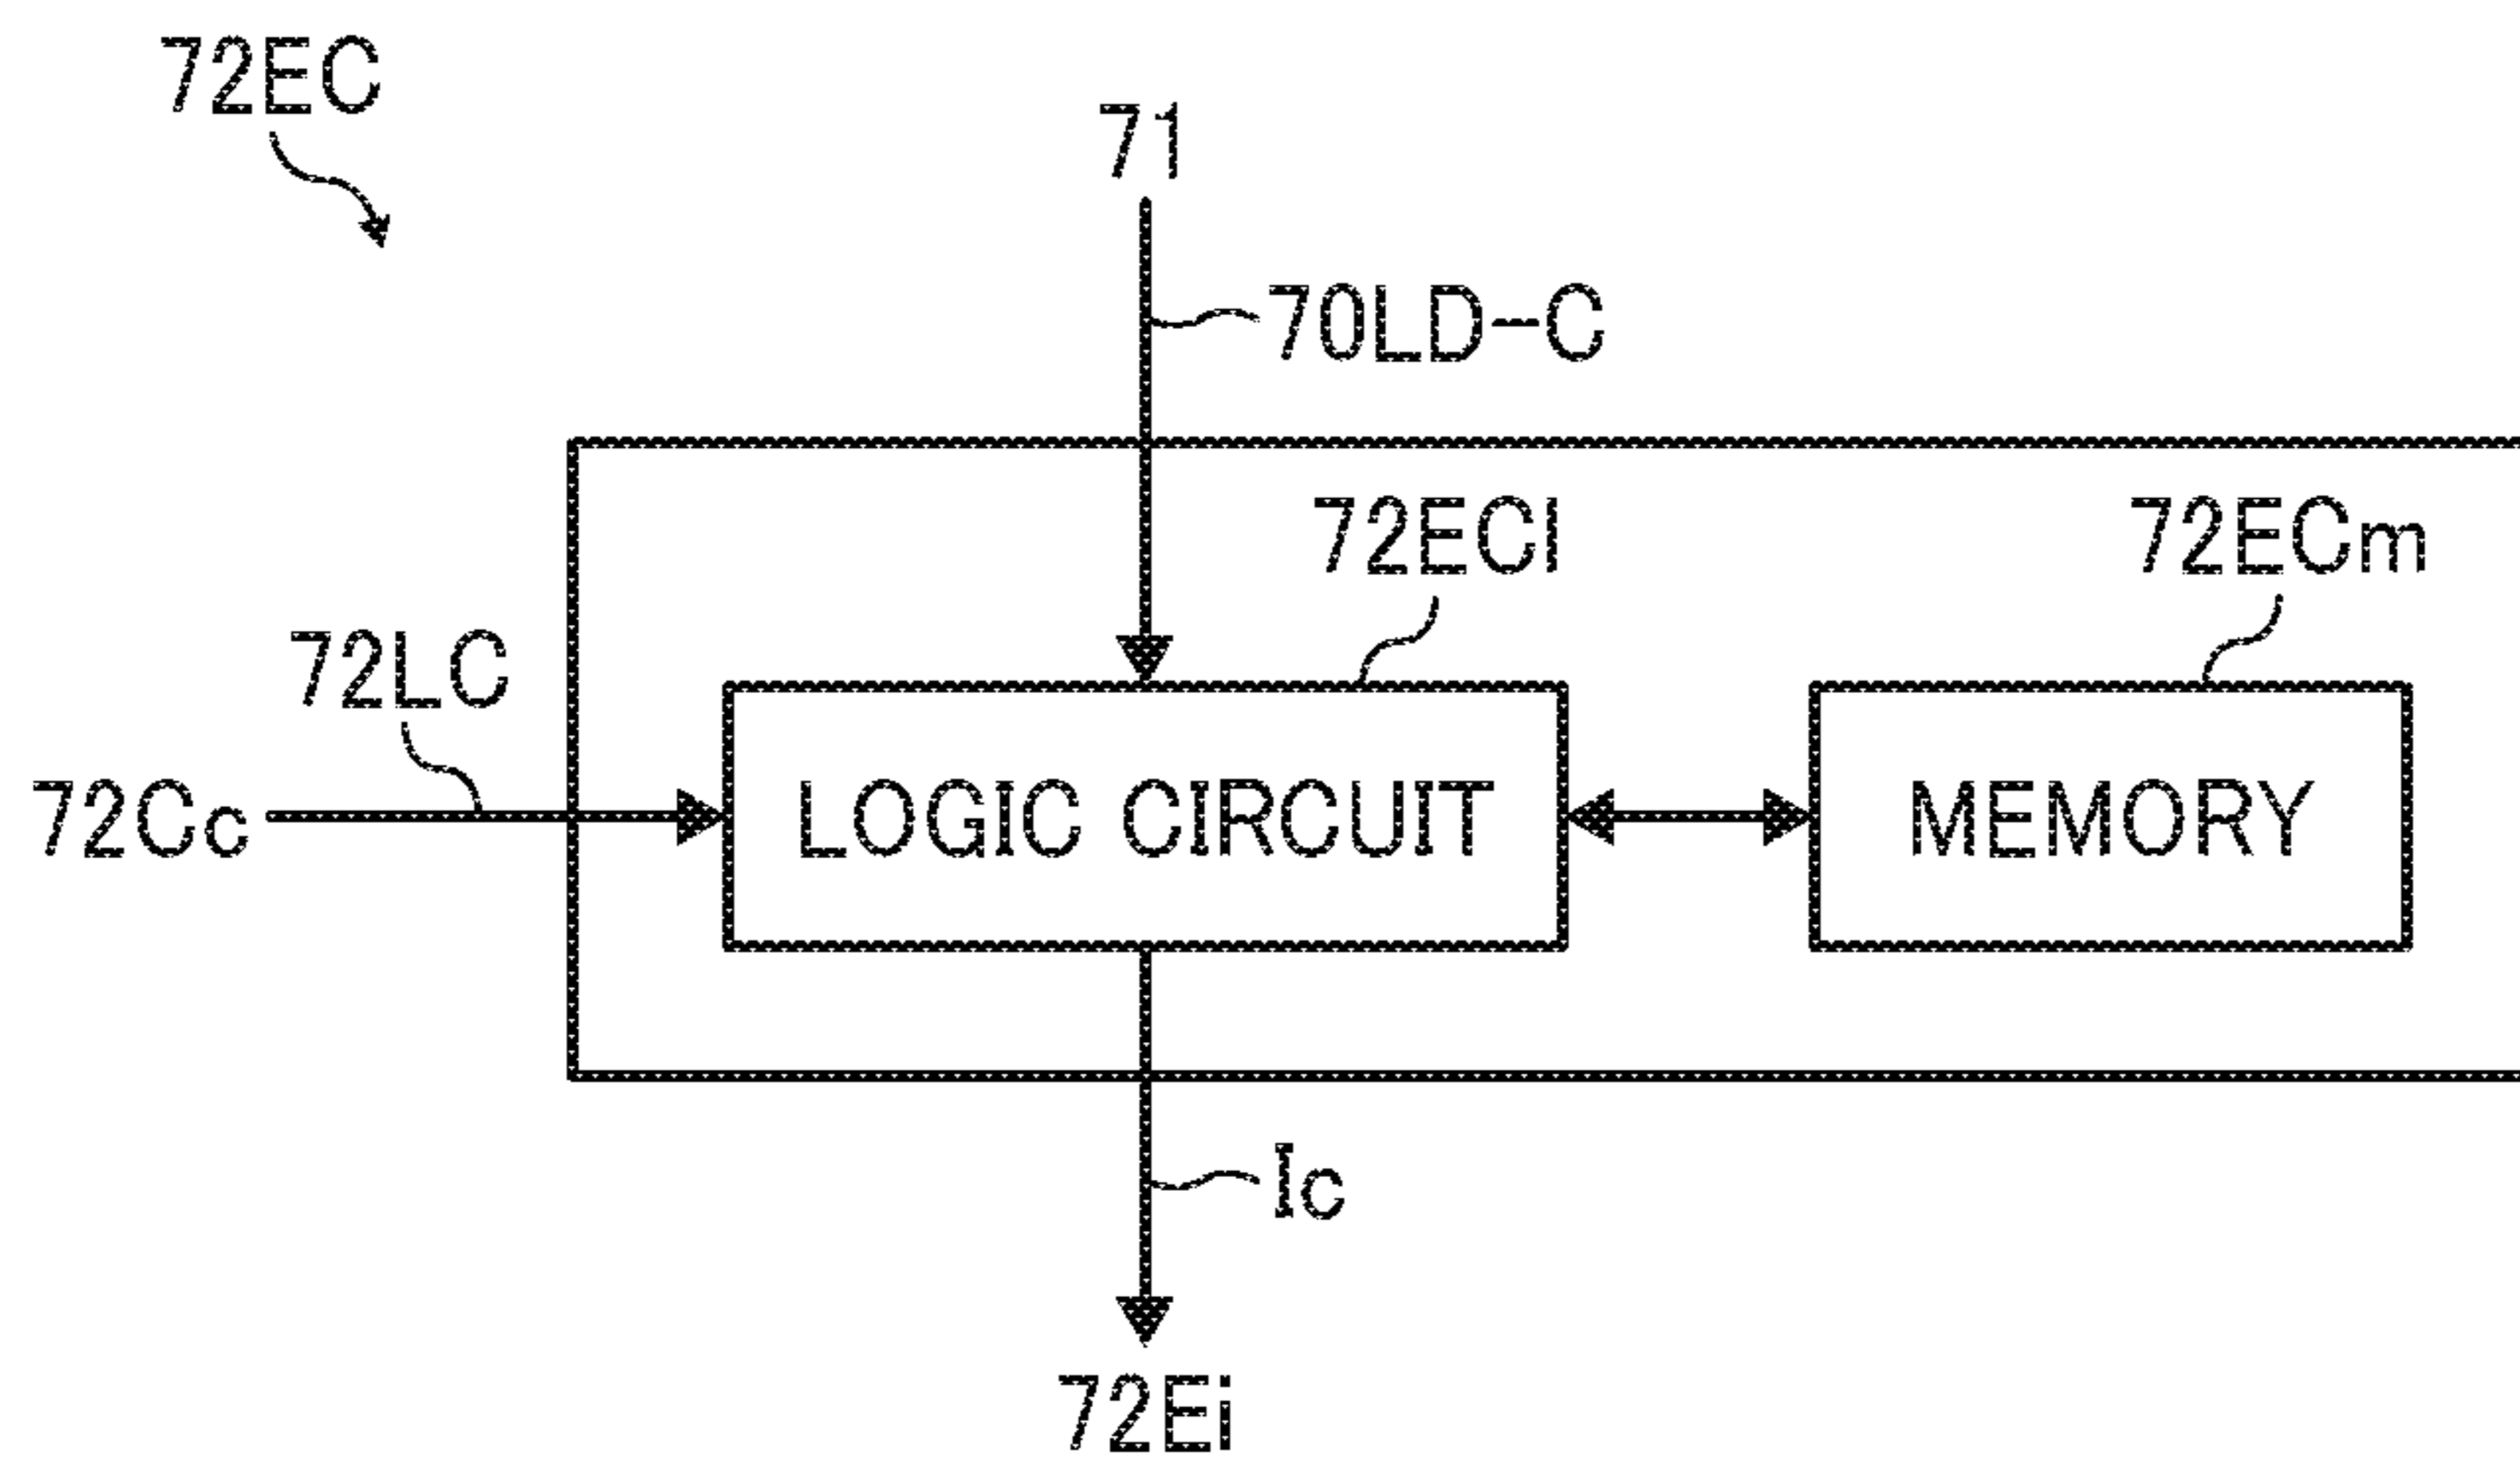 72EC
71
70LD-C
72ECl
72ECm
72LC
72Cc
LOGIC CIRCUIT
MEMORY
Ic
72Ei